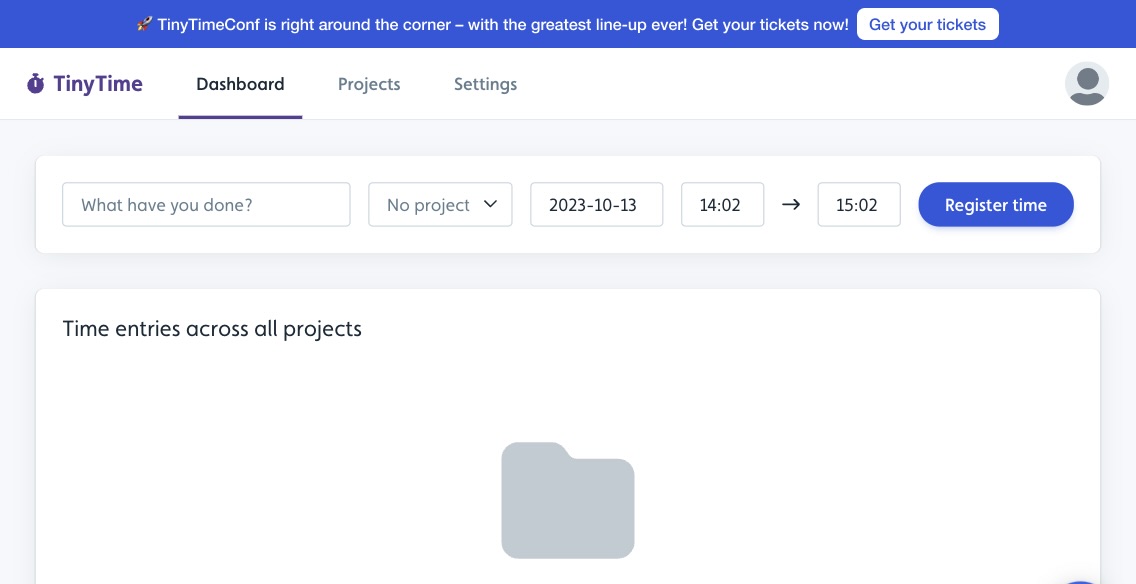 🚀 TinyTimeConf is right around the corner – with the greatest line-up ever! Get your tickets now! Get your tickets
TinyTime Dashboard Projects Settings
What have you done? No project 2023-10-13 14:02 → 15:02 Register time
Time entries across all projects